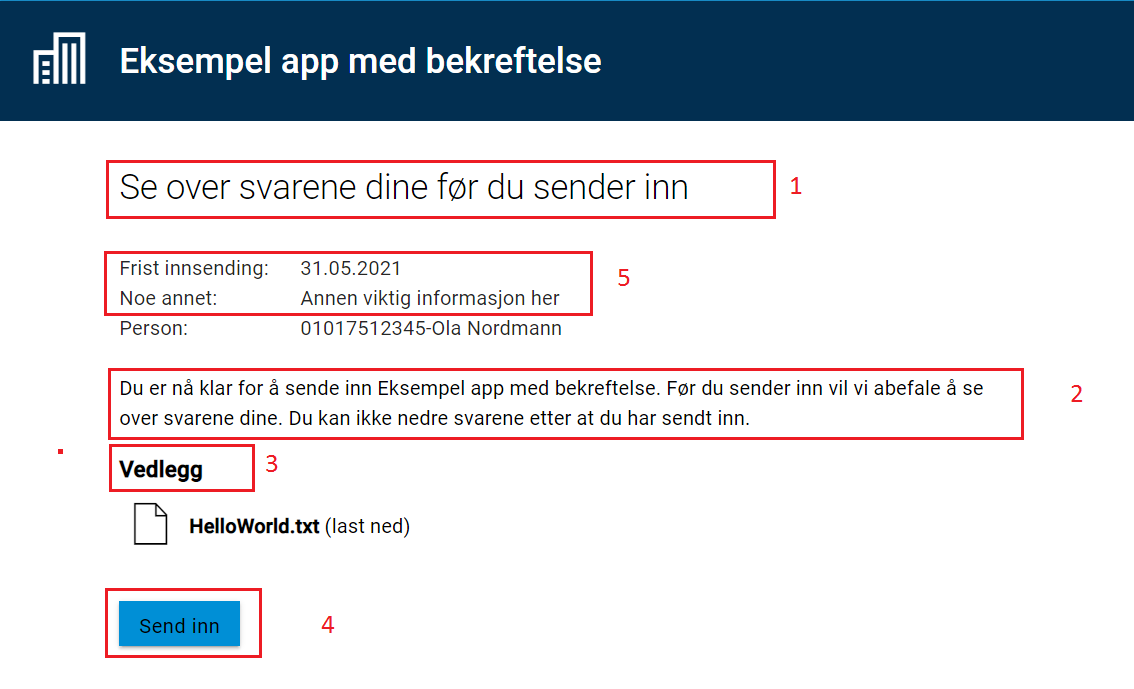 Eksempel app med bekreftelse
Se over svarene dine før du sender inn
1
Frist innsending: 31.05.2021
Noe annet: Annen viktig informasjon her
5
Person: 01017512345-Ola Nordmann
Du er nå klar for å sende inn Eksempel app med bekreftelse. Før du sender inn vil vi abefale å se
over svarene dine. Du kan ikke nedre svarene etter at du har sendt inn.
2
Vedlegg
3
HelloWorld.txt (last ned)
Send inn
4